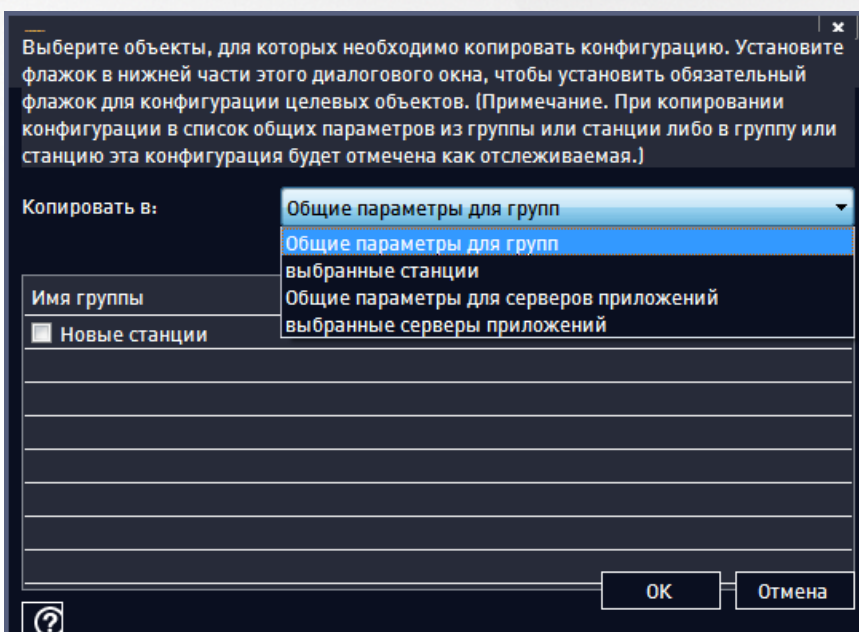 Выберите объекты, для которых необходимо копировать конфигурацию. Установите
флажок в нижней части этого диалогового окна, чтобы установить обязательный
флажок для конфигурации целевых объектов. (Примечание. При копировании
конфигурации в список общих параметров из группы или станции либо в группу или
станцию эта конфигурация будет отмечена как отслеживаемая.)
Копировать в:
Общие параметры для групп
Общие параметры для групп
выбранные станции
Общие параметры для серверов приложений
выбранные серверы приложений
Имя группы
Новые станции
ОК
Отмена